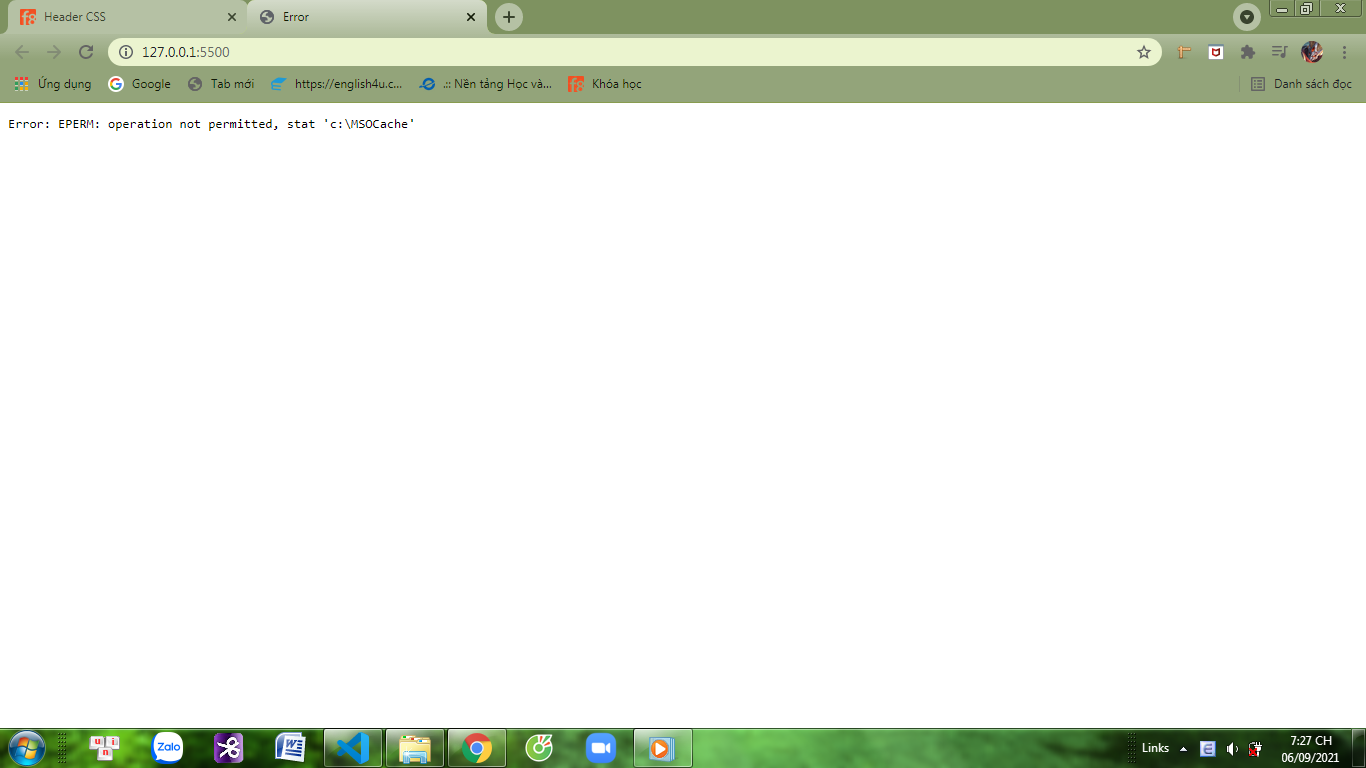 Header CSS
Error
127.0.0.1:5500
Ứng dụng
Google
Tab mới
https://english4u.c...
.:: Nền tảng Học và...
Khóa học
Danh sách đọc
Error: EPERM: operation not permitted, stat 'c:\MSOCache'
Zalo
Links
7:27 CH
06/09/2021